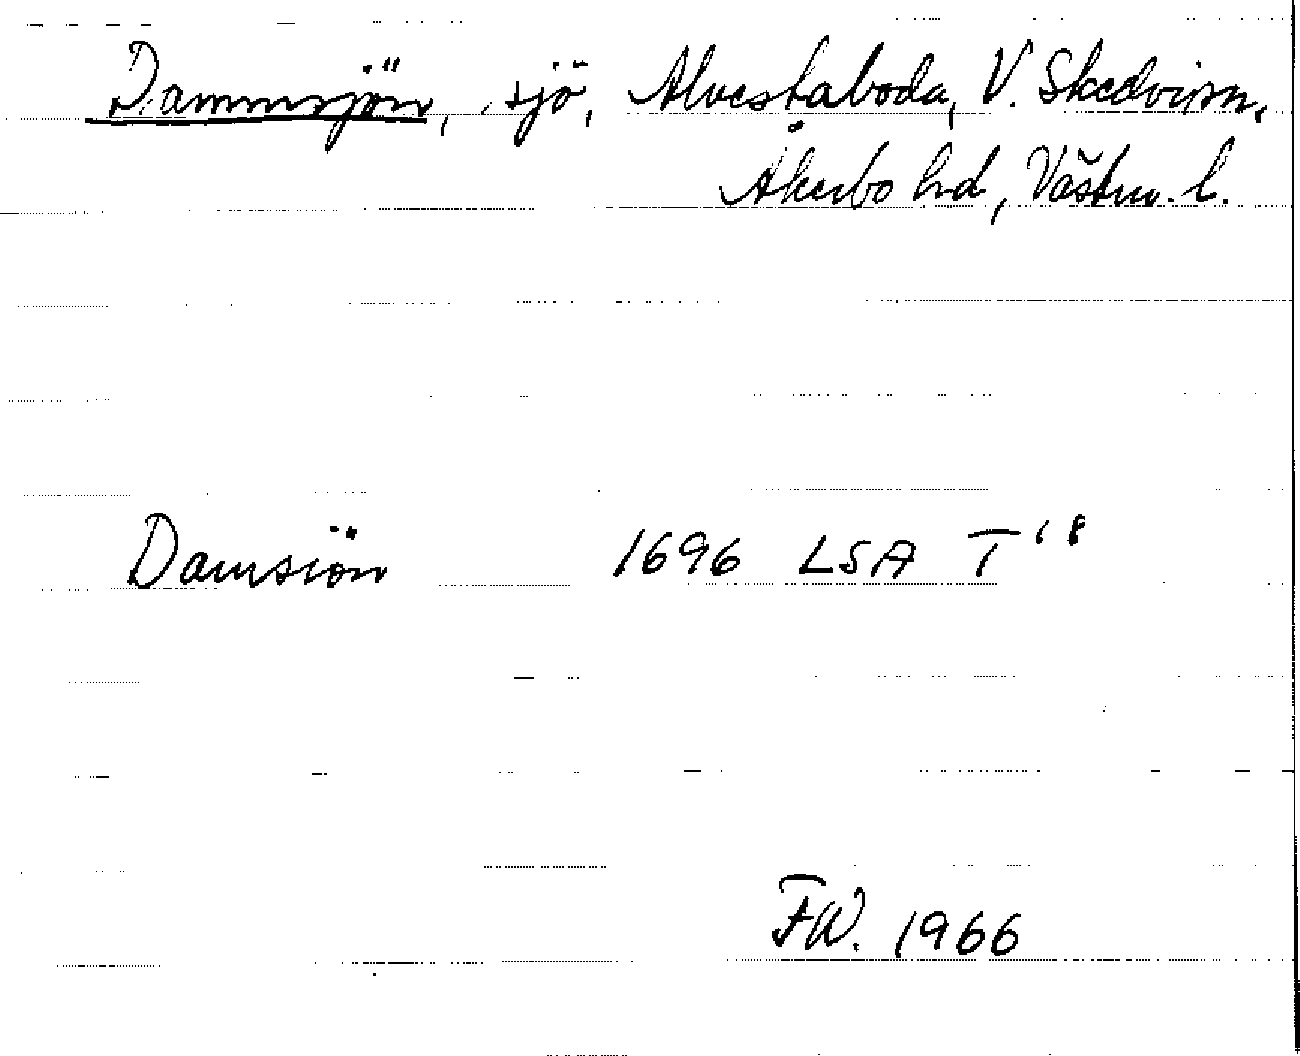 Dammsjön, sjö, Alvestaboda, V. Skedvi sn,
Åkerbo hd, Västm. l.
Damsiön 1696 LSA T 18
FW. 1966